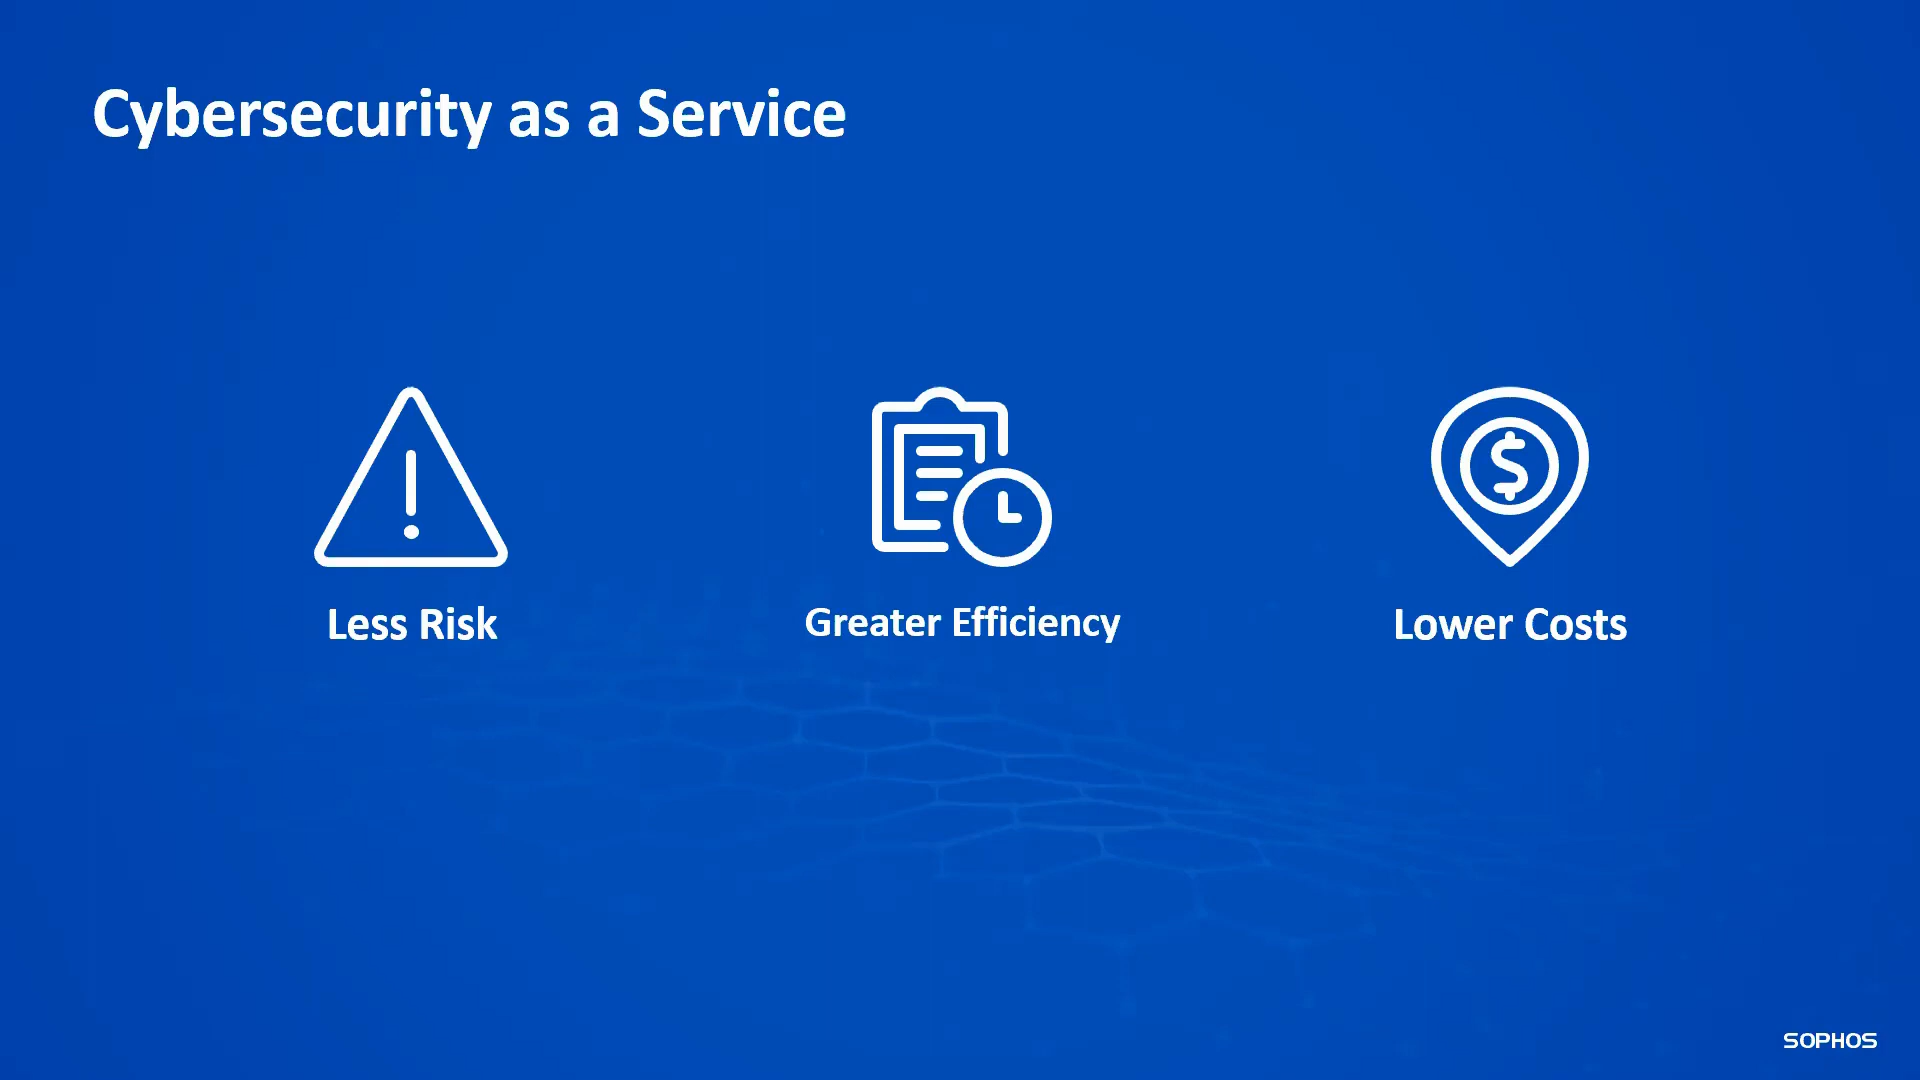 Cybersecurity as a Service
$
Less Risk
Greater Efficiency
Lower Costs
SOPHOS